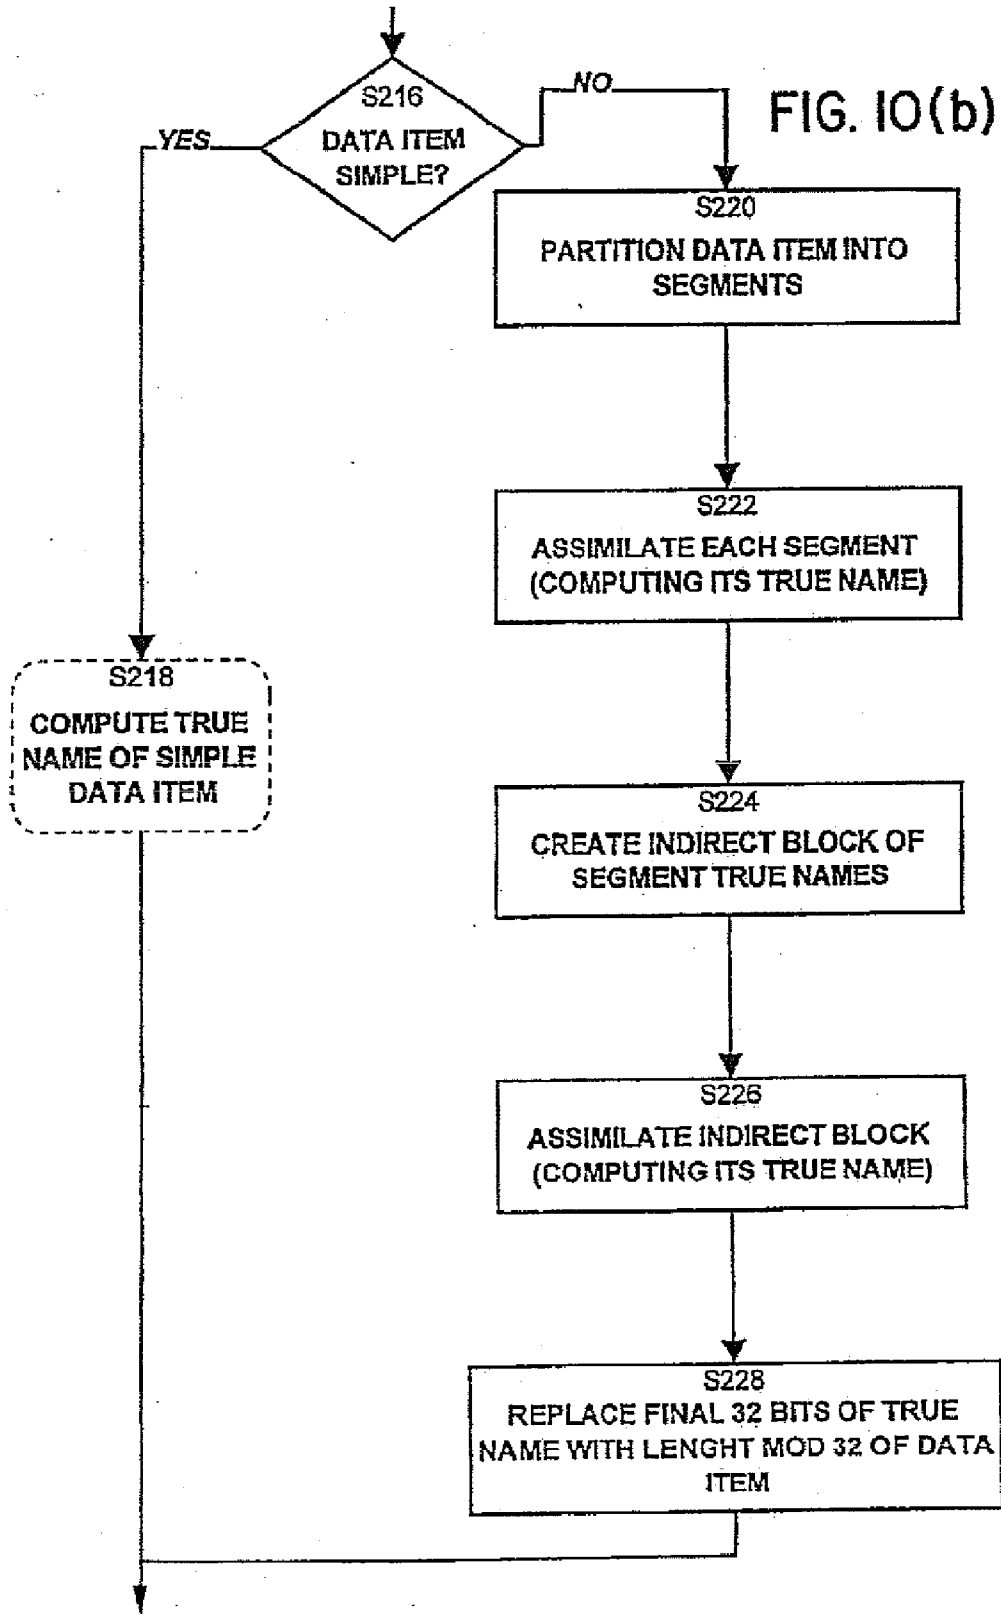 FIG. 10(b)
S216
DATA ITEM
SIMPLE?
YES
NO
S220
PARTITION DATA ITEM INTO
SEGMENTS
S222
ASSIMILATE EACH SEGMENT
(COMPUTING ITS TRUE NAME)
S218
COMPUTE TRUE
NAME OF SIMPLE
DATA ITEM
S224
CREATE INDIRECT BLOCK OF
SEGMENT TRUE NAMES
S226
ASSIMILATE INDIRECT BLOCK
(COMPUTING ITS TRUE NAME)
S228
REPLACE FINAL 32 BITS OF TRUE
NAME WITH LENGHT MOD 32 OF DATA
ITEM